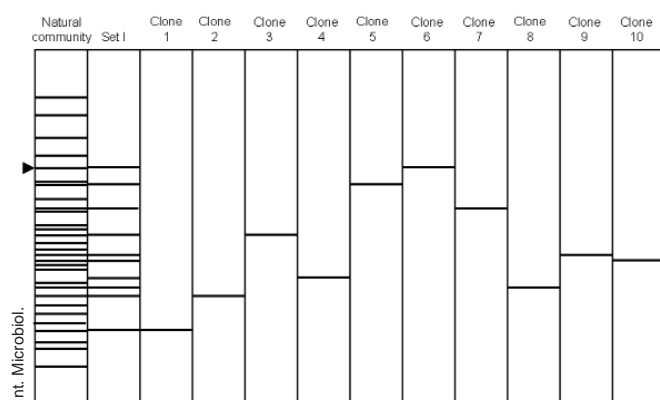 Natural community
Set I
Clone 1
Clone 2
Clone 3
Clone 4
Clone 5
Clone 6
Clone 7
Clone 8
Clone 9
Clone 10
nt. Microbiol.